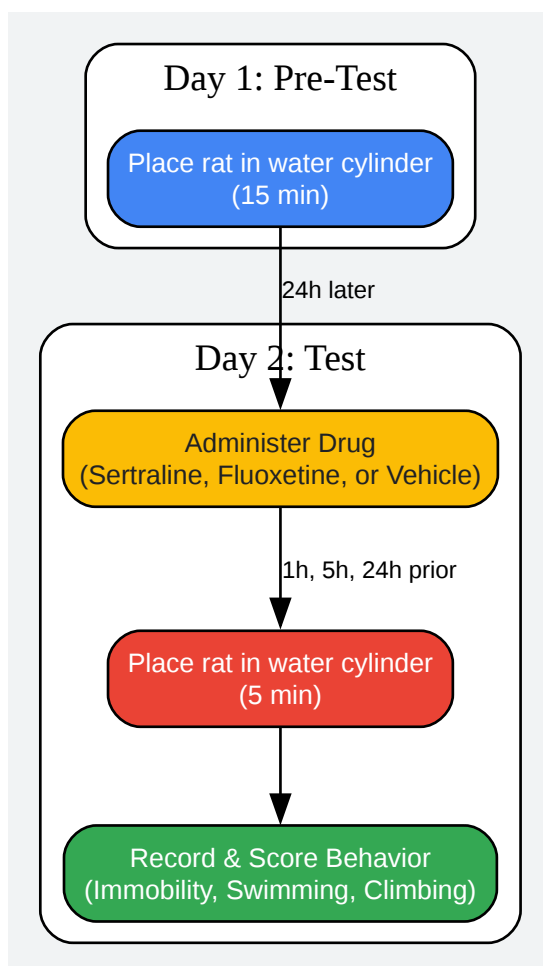 Day 1: Pre-Test
Place rat in water cylinder
(15 min)
24h later
Day 2: Test
Administer Drug
(Sertraline, Fluoxetine, or Vehicle)
1h, 5h, 24h prior
Place rat in water cylinder
(5 min)
Record & Score Behavior
(Immobility, Swimming, Climbing)